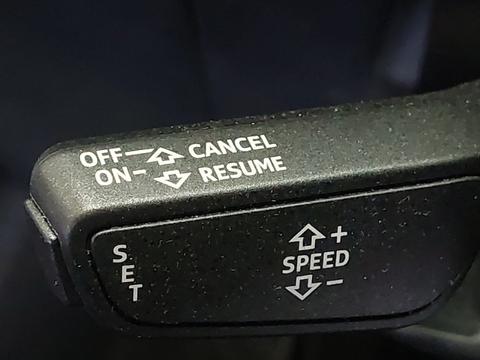 OFF CANCEL
ON RESUME
SET
+
SPEED
-